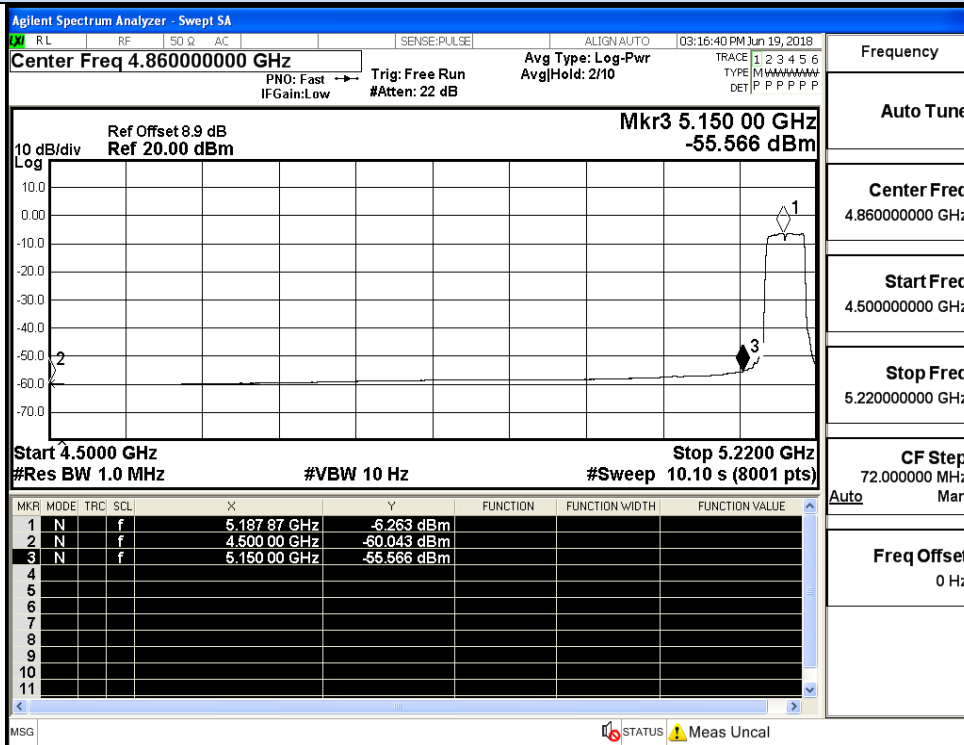 Agilent Spectrum Analyzer - Swept SA
LXI RL RF 50 Ω AC SENSE:PULSE ALIGN AUTO 03:16:40 PM Jun 19, 2018
Center Freq 4.860000000 GHz
PNO: Fast
IFGain:Low
Trig: Free Run
#Atten: 22 dB
Avg Type: Log-Pwr
Avg|Hold: 2/10
TRACE 1 2 3 4 5 6
TYPE M WWWWW
DET P P P P P P
Mkr3 5.150 00 GHz
-55.566 dBm
Ref Offset 8.9 dB
10 dB/div Ref 20.00 dBm
Log
10.0
0.00
-10.0
-20.0
-30.0
-40.0
-50.0
-60.0
-70.0
1
2
3
Start 4.5000 GHz Stop 5.2200 GHz
#Res BW 1.0 MHz #VBW 10 Hz #Sweep 10.10 s (8001 pts)
MKR MODE TRC SCL X Y FUNCTION FUNCTION WIDTH FUNCTION VALUE
1 N f 5.187 87 GHz -6.263 dBm
2 N f 4.500 00 GHz -60.043 dBm
3 N f 5.150 00 GHz -55.566 dBm
4
5
6
7
8
9
10
11
MSG STATUS Meas Uncal
Frequency
Auto Tune
Center Freq
4.860000000 GHz
Start Freq
4.500000000 GHz
Stop Freq
5.220000000 GHz
CF Step
72.000000 MHz
Auto Man
Freq Offset
0 Hz